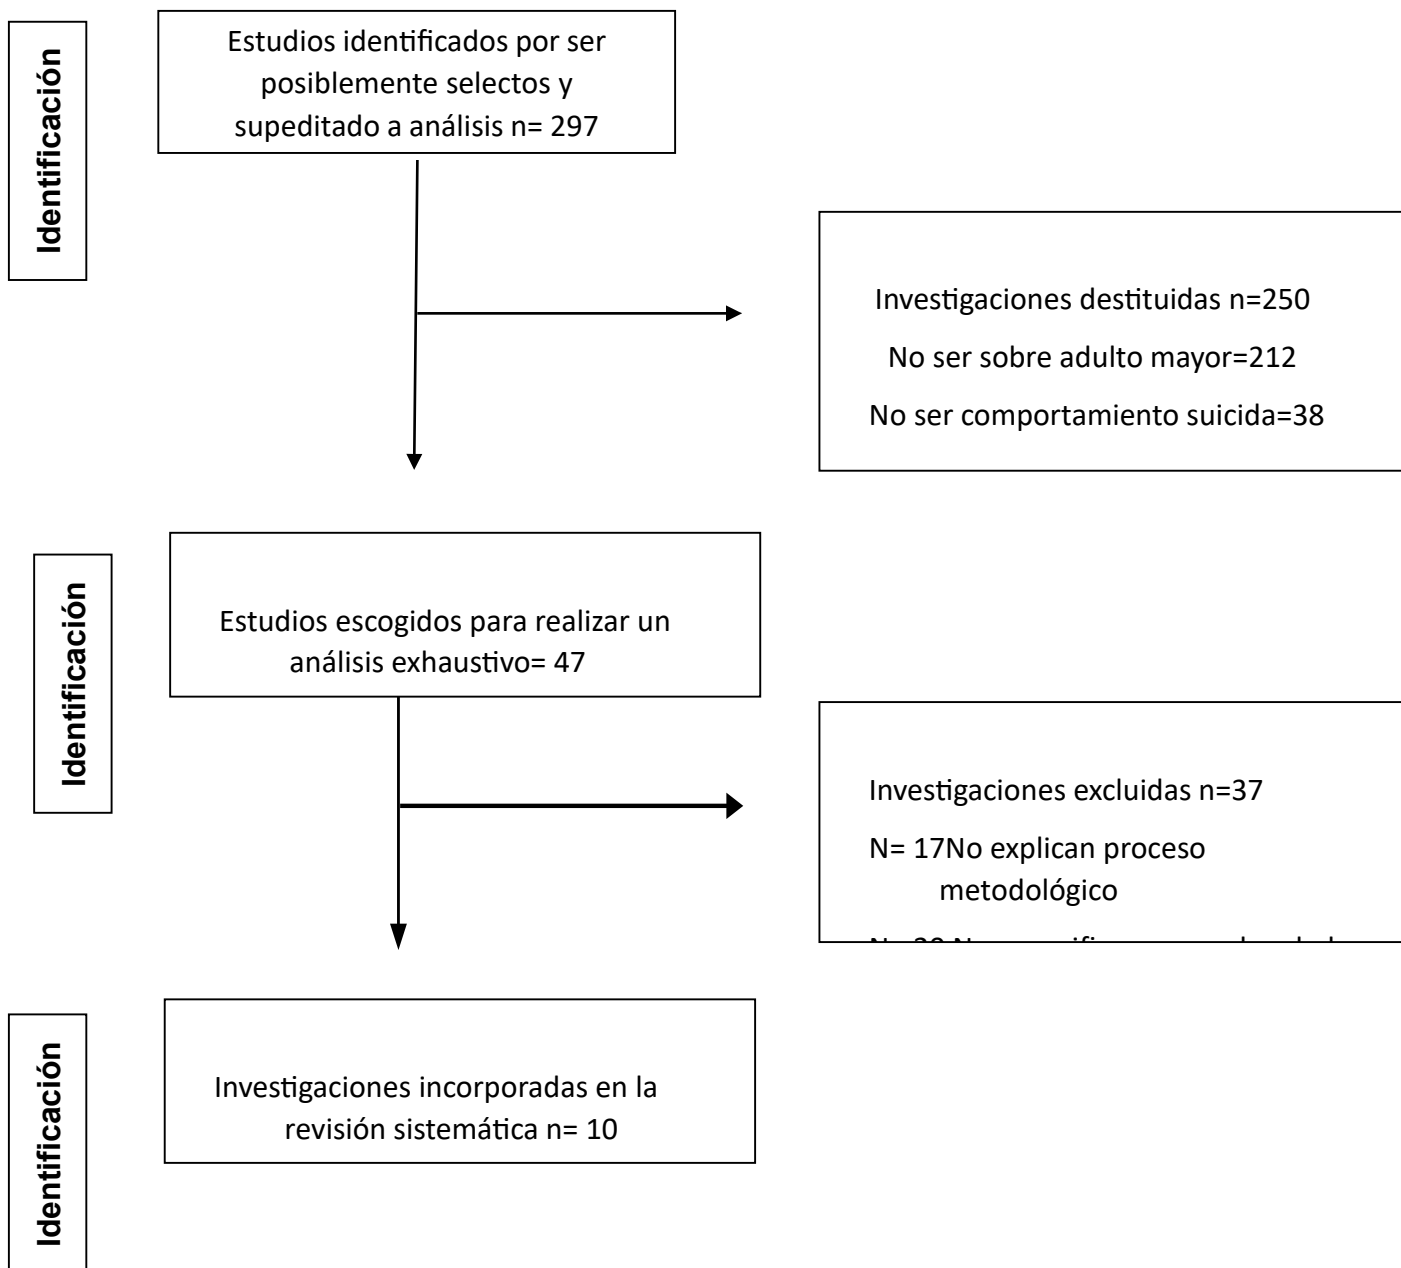 Identificación
Estudios identificados por ser
posiblemente selectos y
supeditado a análisis n= 297
Investigaciones destituidas n=250
No ser sobre adulto mayor=212
No ser comportamiento suicida=38
Identificación
Estudios escogidos para realizar un
análisis exhaustivo= 47
Investigaciones excluidas n=37
N= 17No explican proceso
metodológico
Identificación
Investigaciones incorporadas en la
revisión sistemática n= 10